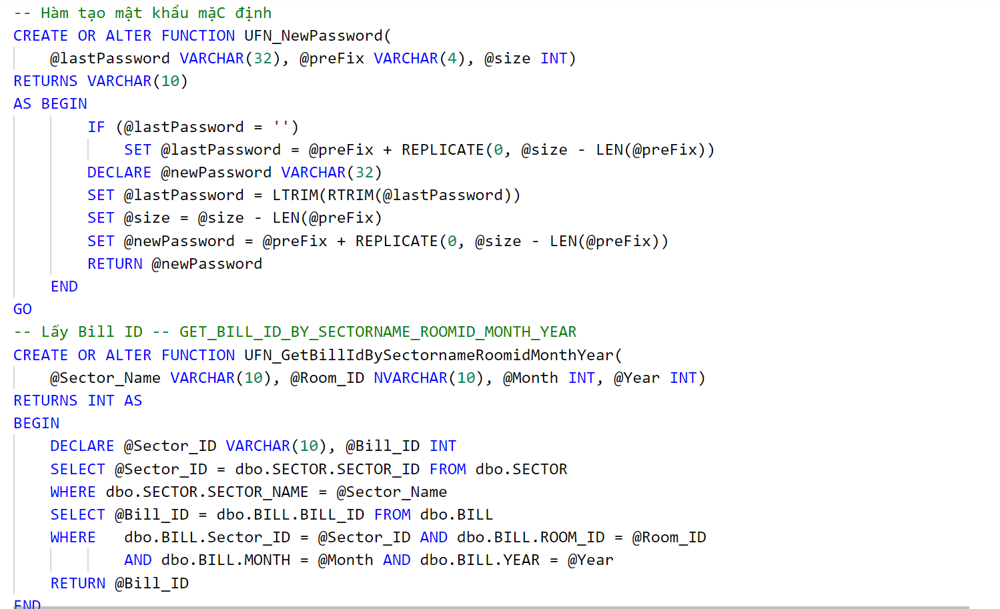 -- Hàm tạo mật khẩu mặC định
CREATE OR ALTER FUNCTION UFN_NewPassword(
@lastPassword VARCHAR(32), @preFix VARCHAR(4), @size INT)
RETURNS VARCHAR(10)
AS BEGIN
IF (@lastPassword = '')
SET @lastPassword = @preFix + REPLICATE(0, @size - LEN(@preFix))
DECLARE @newPassword VARCHAR(32)
SET @lastPassword = LTRIM(RTRIM(@lastPassword))
SET @size = @size - LEN(@preFix)
SET @newPassword = @preFix + REPLICATE(0, @size - LEN(@preFix))
RETURN @newPassword
END
GO
-- Lấy Bill ID -- GET_BILL_ID_BY_SECTORNAME_ROOMID_MONTH_YEAR
CREATE OR ALTER FUNCTION UFN_GetBillIdBySectornameRoomidMonthYear(
@Sector_Name VARCHAR(10), @Room_ID NVARCHAR(10), @Month INT, @Year INT)
RETURNS INT AS
BEGIN
DECLARE @Sector_ID VARCHAR(10), @Bill_ID INT
SELECT @Sector_ID = dbo.SECTOR.SECTOR_ID FROM dbo.SECTOR
WHERE dbo.SECTOR.SECTOR_NAME = @Sector_Name
SELECT @Bill_ID = dbo.BILL.BILL_ID FROM dbo.BILL
WHERE dbo.BILL.Sector_ID = @Sector_ID AND dbo.BILL.ROOM_ID = @Room_ID
AND dbo.BILL.MONTH = @Month AND dbo.BILL.YEAR = @Year
RETURN @Bill_ID
END